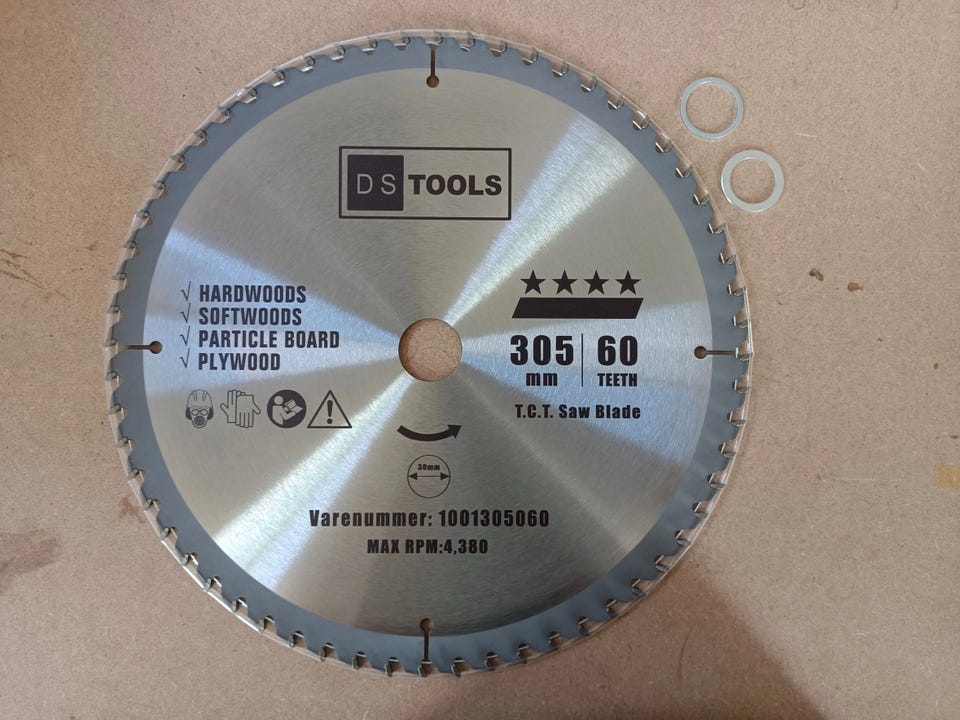 DS TOOLS
√ HARDWOODS
√ SOFTWOODS
√ PARTICLE BOARD
√ PLYWOOD
305 mm
60 TEETH
T.C.T. Saw Blade
30mm
Varenummer: 1001305060
MAX RPM:4,380